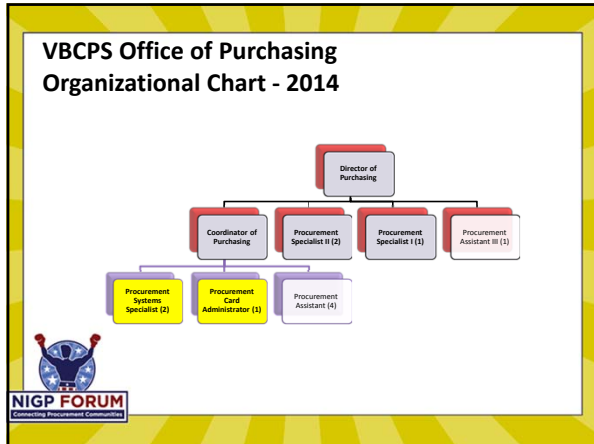 VBCPS Office of Purchasing
Organizational Chart - 2014
Director of
Purchasing
Coordinator of
Purchasing
Procurement
Specialist II (2)
Procurement
Specialist I (1)
Procurement
Assistant III (1)
Procurement
Systems
Specialist (2)
Procurement
Card
Administrator (1)
Procurement
Assistant (4)
NIGP FORUM
Connecting Procurement Communities